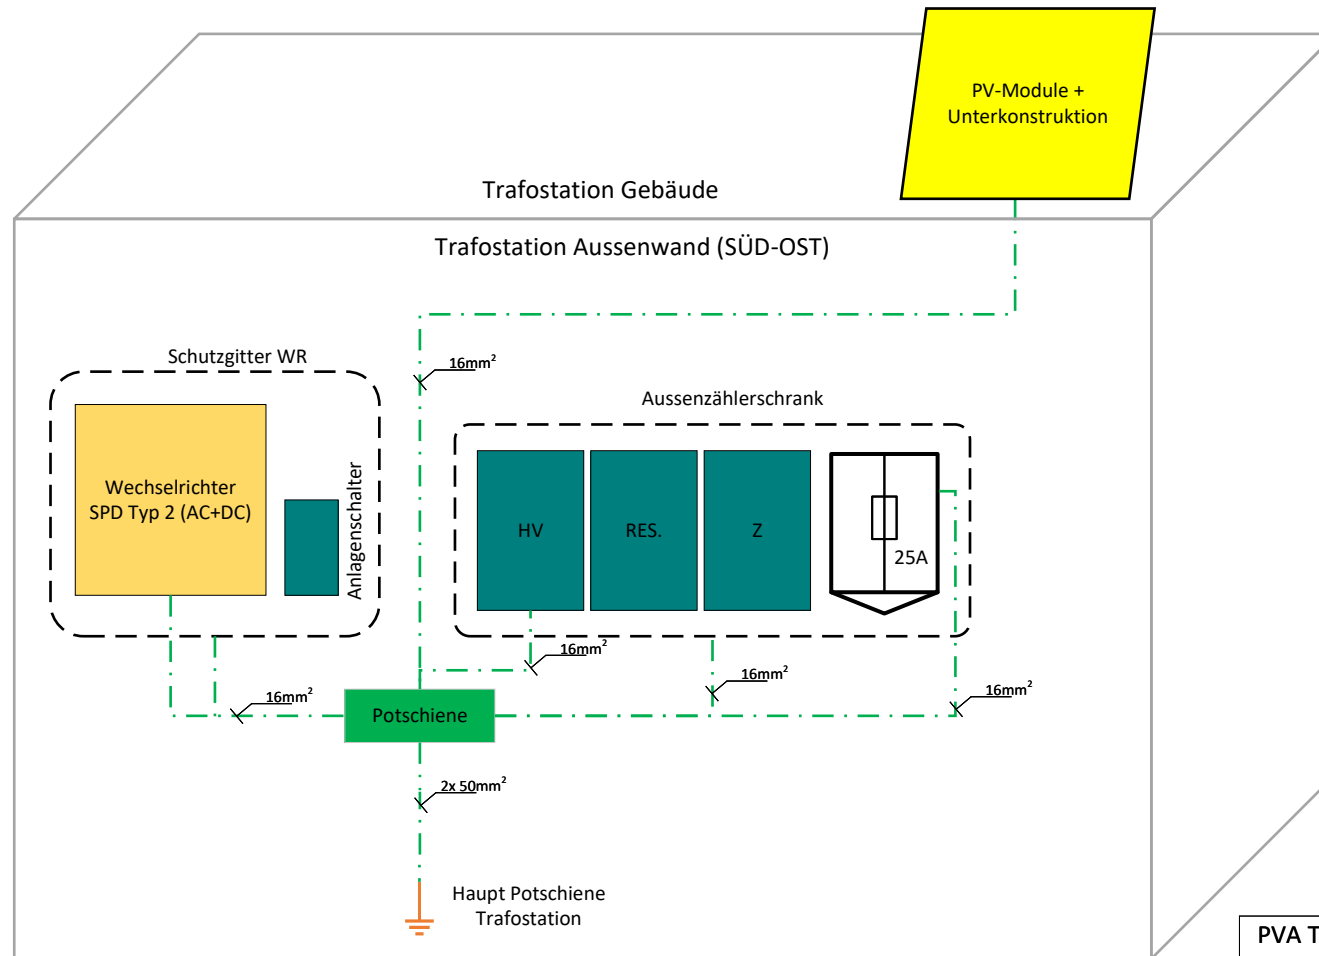 PV-Module +
Unterkonstruktion
Trafostation Gebäude
Trafostation Aussenwand (SÜD-OST)
Schutzgitter WR
16mm²
Aussenzählerschrank
Wechselrichter
SPD Typ 2 (AC+DC)
Anlagenschalter
HV
RES.
Z
25A
16mm²
16mm²
16mm²
16mm²
Potschiene
2x 50mm²
Haupt Potschiene
Trafostation
PVA T